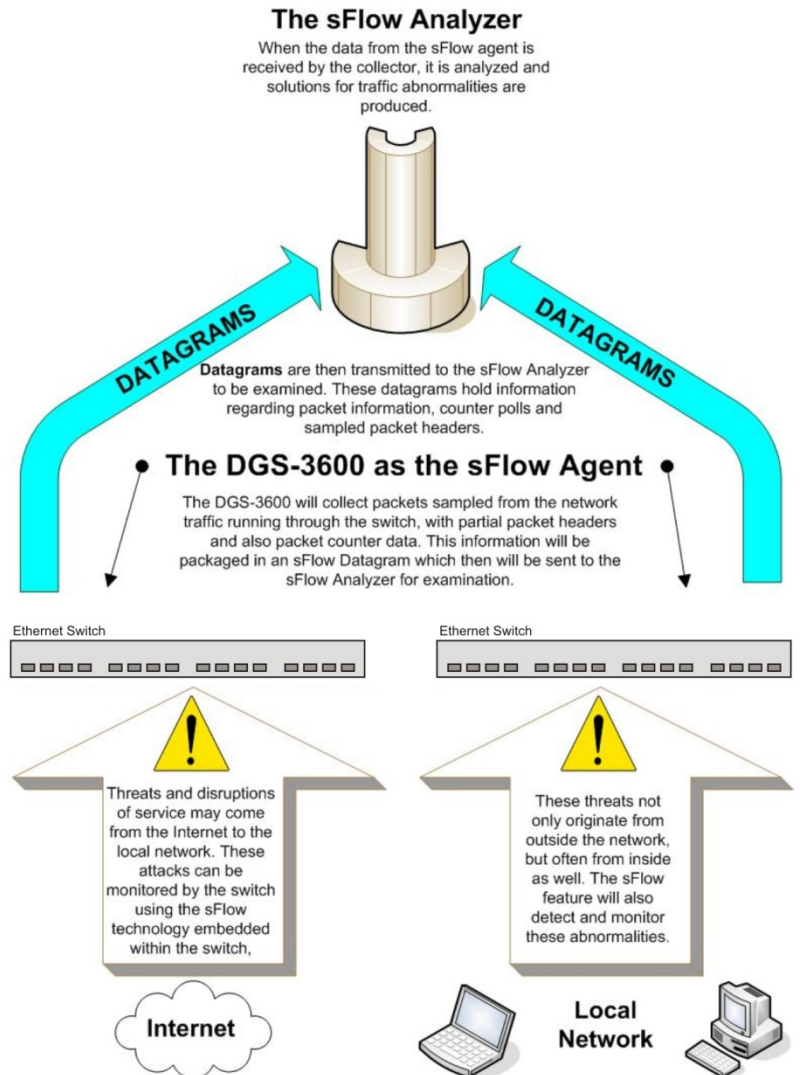 The sFlow Analyzer
When the data from the sFlow agent is
received by the collector, it is analyzed and
solutions for traffic abnormalities are
produced.
DATAGRAMS
DATAGRAMS
Datagrams are then transmitted to the sFlow Analyzer
to be examined. These datagrams hold information
regarding packet information, counter polls and
sampled packet headers.
The DGS-3600 as the sFlow Agent
The DGS-3600 will collect packets sampled from the network
traffic running through the switch, with partial packet headers
and also packet counter data. This information will be
packaged in an sFlow Datagram which then will be sent to the
sFlow Analyzer for examination.
Ethernet Switch
Ethernet Switch
Threats and disruptions
of service may come
from the Internet to the
local network. These
attacks can be
monitored by the switch
using the sFlow
technology embedded
within the switch,
These threats not
only originate from
outside the network,
but often from inside
as well. The sFlow
feature will also
detect and monitor
these abnormalities.
Internet
Local
Network